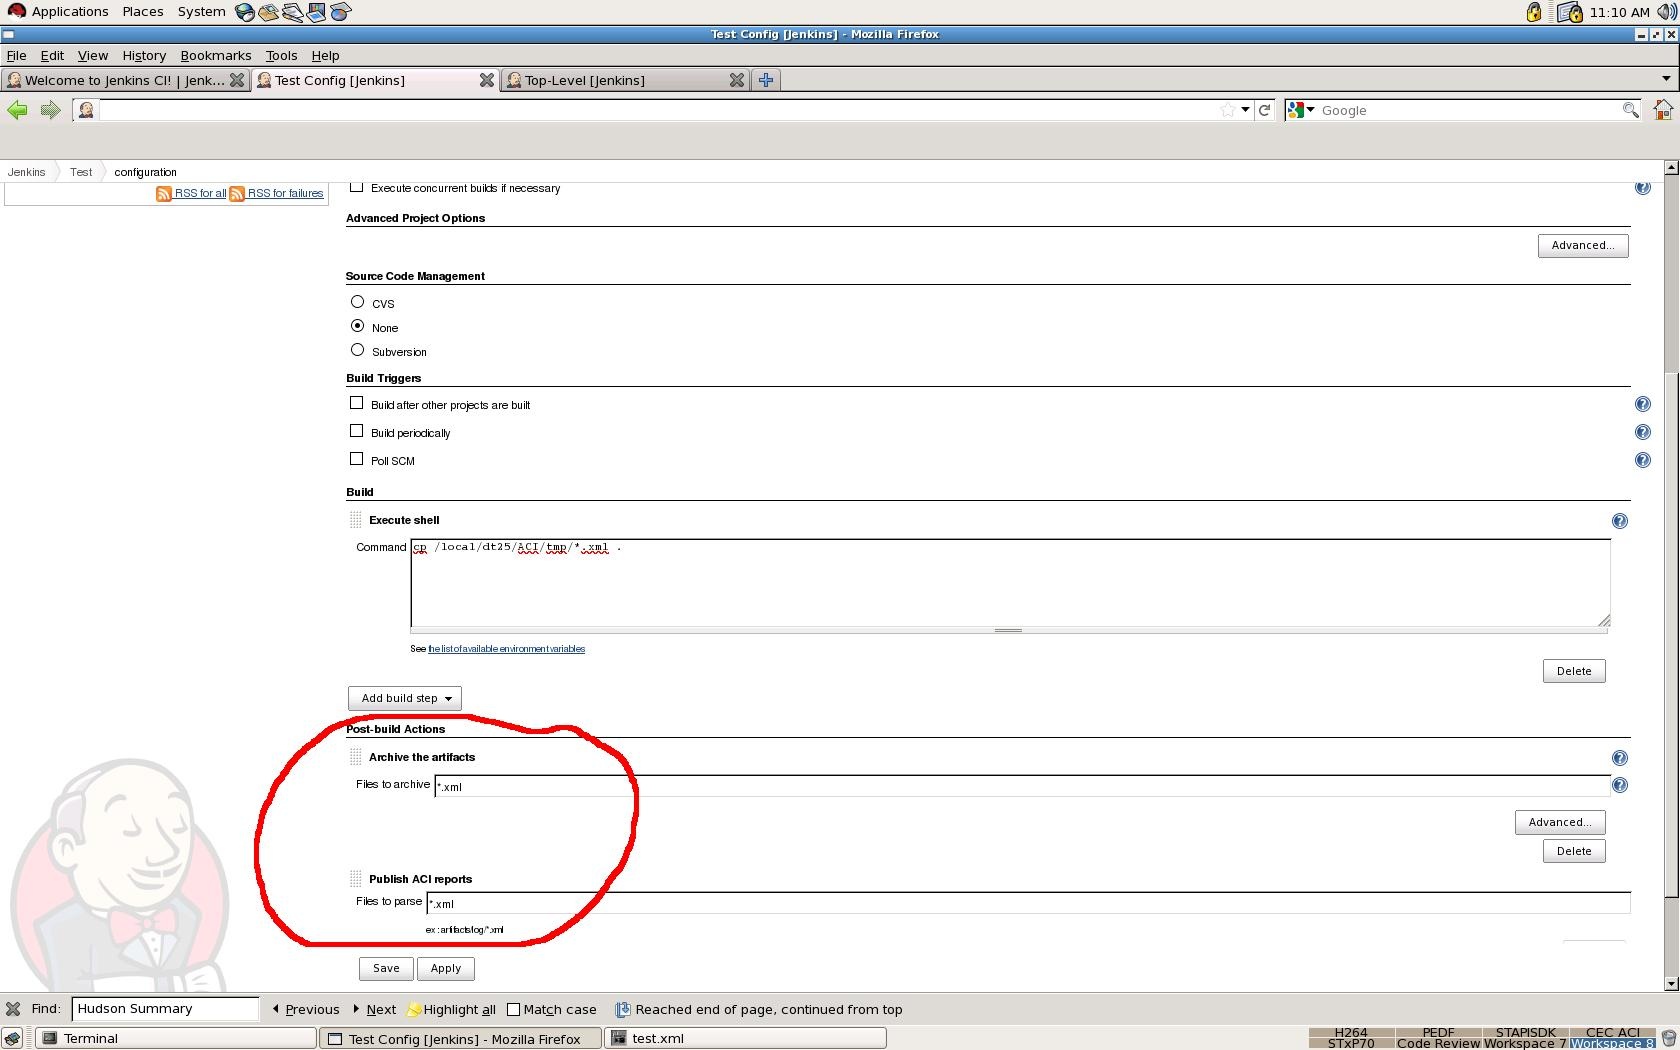 Applications Places System 11:10 AM
Test Config [Jenkins] - Mozilla Firefox
File Edit View History Bookmarks Tools Help
Welcome to Jenkins CI! | Jenk... Test Config [Jenkins] Top-Level [Jenkins]
Google
Jenkins Test configuration
RSS for all RSS for failures
Execute concurrent builds if necessary
Advanced Project Options
Advanced...
Source Code Management
CVS
None
Subversion
Build Triggers
Build after other projects are built
Build periodically
Poll SCM
Build
Execute shell
Command cp /local/dt25/ACI/tmp/*.xml .
See the list of available environment variables
Delete
Add build step
Post-build Actions
Archive the artifacts
Files to archive *.xml
Advanced...
Delete
Publish ACI reports
Files to parse *.xml
ex : artifacts/log/*.xml
Save Apply
Find: Hudson Summary Previous Next Highlight all Match case Reached end of page, continued from top
Terminal Test Config [Jenkins] - Mozilla Firefox test.xml
H264 PEDF STAPISDK CEC ACI
STxP70 Code Review Workspace 7 Workspace 8